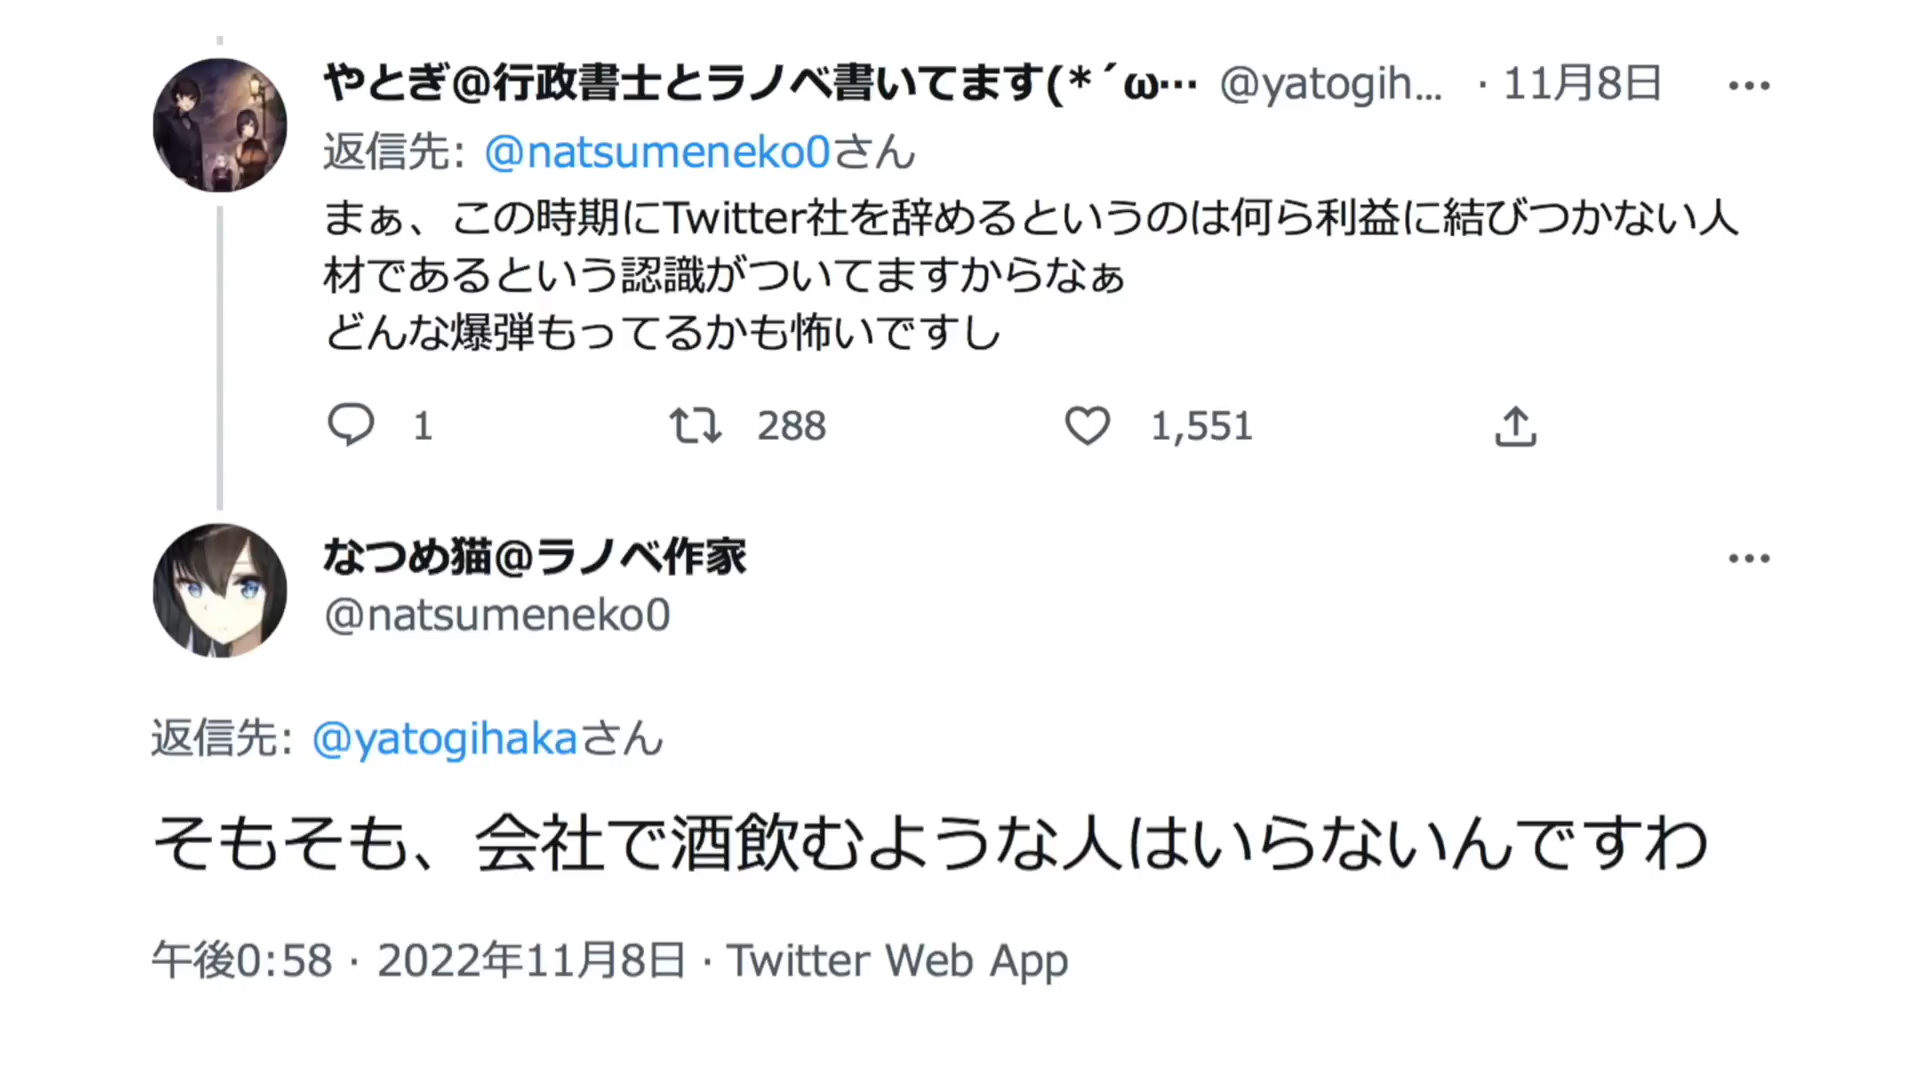 やとぎ@行政書士とラノベ書いてます(*´ω… @yatogih... · 11月8日
返信先: @natsumeneko0さん
まぁ、この時期にTwitter社を辞めるというのは何ら利益に結びつかない人
材であるという認識がついてますからなぁ
どんな爆弾もってるかも怖いですし
1 288 1,551
なつめ猫@ラノベ作家
@natsumeneko0
返信先: @yatogihakaさん
そもそも、会社で酒飲むような人はいらないんですわ
午後0:58 · 2022年11月8日 · Twitter Web App